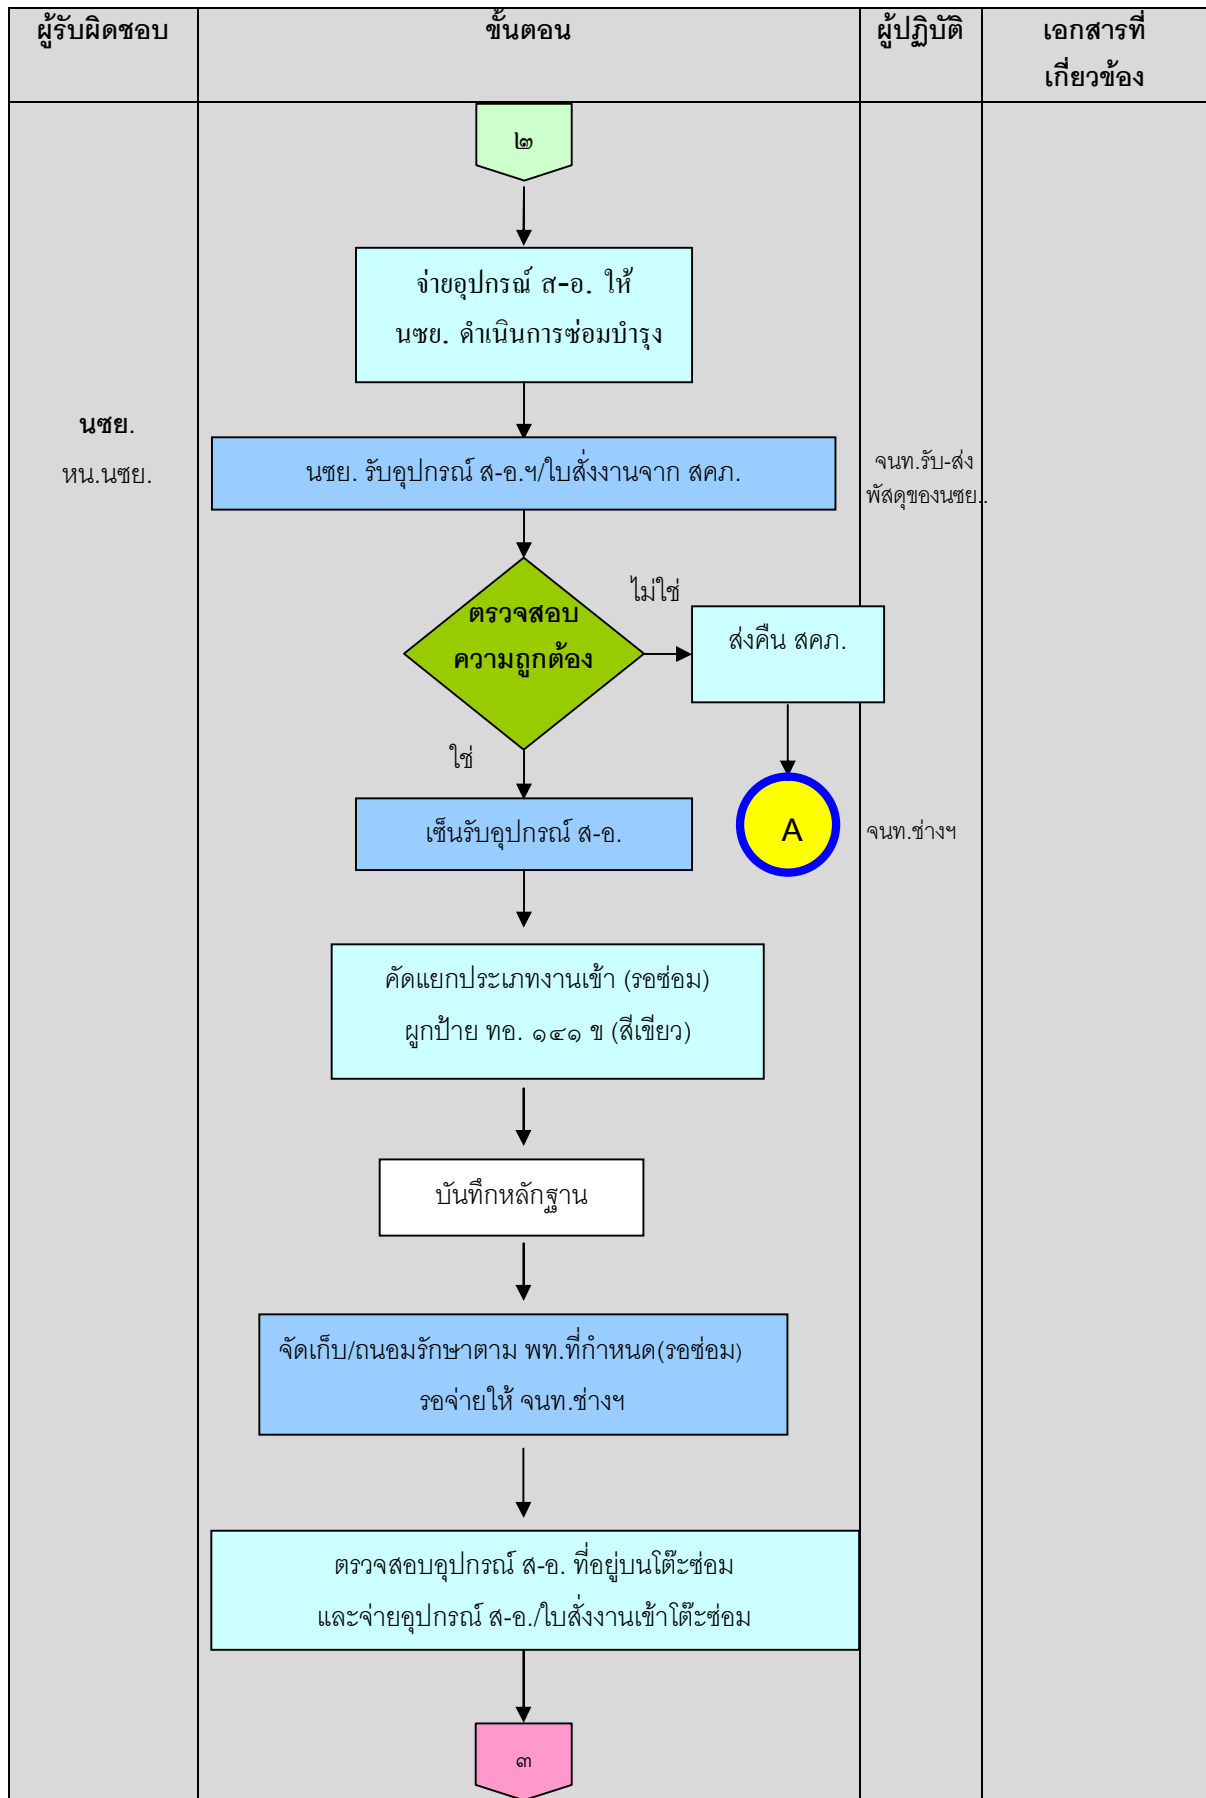 ผู้รับผิดชอบ
ขั้นตอน
ผู้ปฏิบัติ
เอกสารที่
เกี่ยวข้อง
๒
จ่ายอุปกรณ์ ส-อ. ให้
นซย. ดำเนินการซ่อมบำรุง
นซย.
หน.นซย.
นซย. รับอุปกรณ์ ส-อ.ฯ/ใบสั่งงานจาก สคภ.
จนท.รับ-ส่ง
พัสดุของนซย..
ตรวจสอบ
ความถูกต้อง
ไม่ใช่
ส่งคืน สคภ.
ใช่
เซ็นรับอุปกรณ์ ส-อ.
A
จนท.ช่างฯ
คัดแยกประเภทงานเข้า (รอซ่อม)
ผูกป้าย ทอ. ๑๔๑ ข (สีเขียว)
บันทึกหลักฐาน
จัดเก็บ/ถนอมรักษาตาม พท.ที่กำหนด(รอซ่อม)
รอจ่ายให้ จนท.ช่างฯ
ตรวจสอบอุปกรณ์ ส-อ. ที่อยู่บนโต๊ะซ่อม
และจ่ายอุปกรณ์ ส-อ./ใบสั่งงานเข้าโต๊ะซ่อม
๓